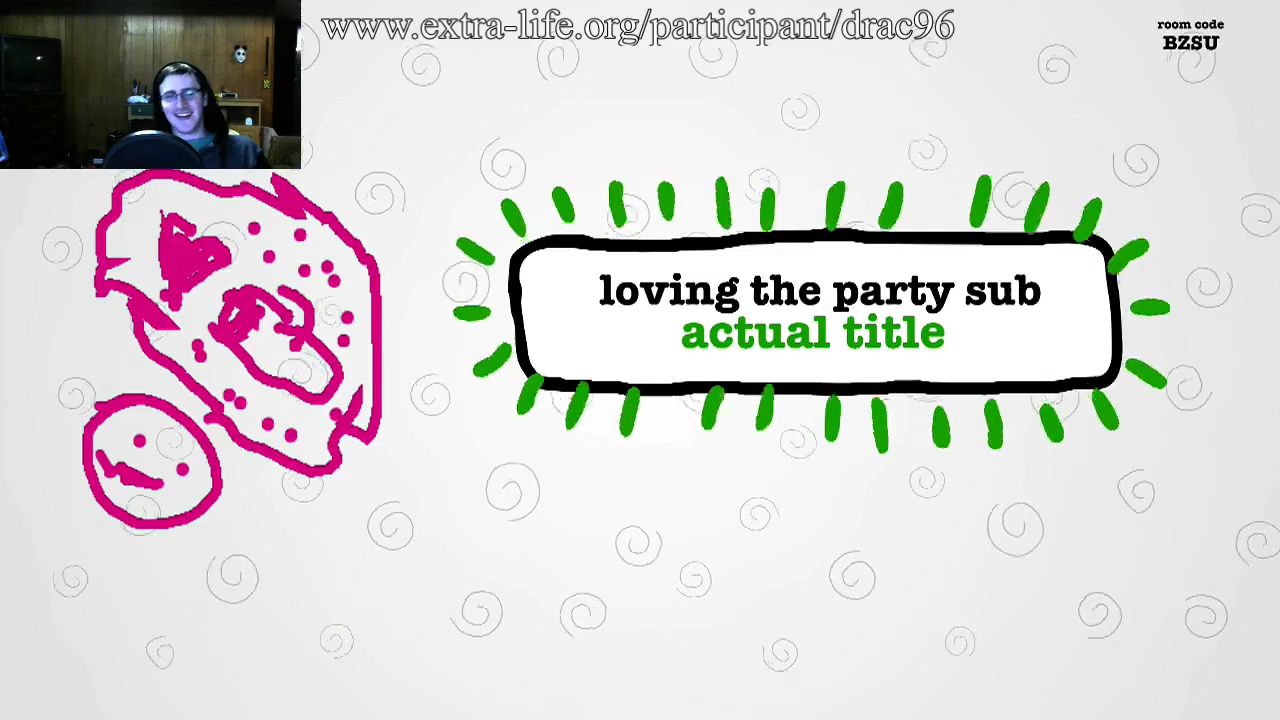 www.extra-life.org/participant/drac96
room code
BZSU
loving the party sub
actual title